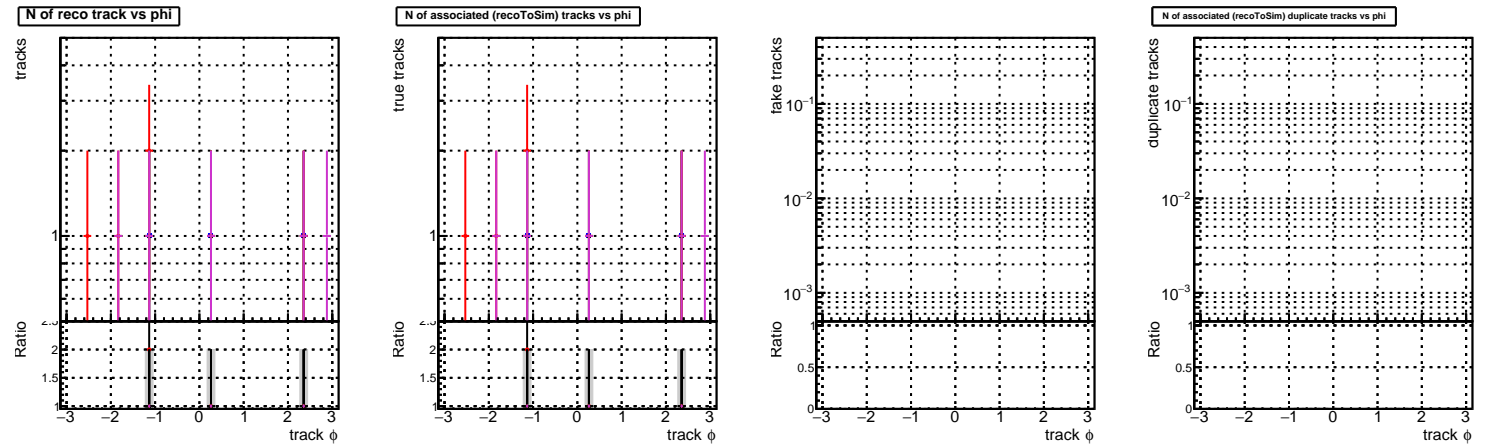 N of reco track vs phi
tracks
1
Ratio
2.5
2
1.5
1
−3 −2 −1 0 1 2 3
track ϕ
N of associated (recoToSim) tracks vs phi
true tracks
1
Ratio
2.5
2
1.5
1
−3 −2 −1 0 1 2 3
track ϕ
fake tracks
10−1
10−2
10−3
Ratio
1
0.5
0
−3 −2 −1 0 1 2 3
track ϕ
N of associated (recoToSim) duplicate tracks vs phi
duplicate tracks
10−1
10−2
10−3
Ratio
1
0.5
0
−3 −2 −1 0 1 2 3
track ϕ